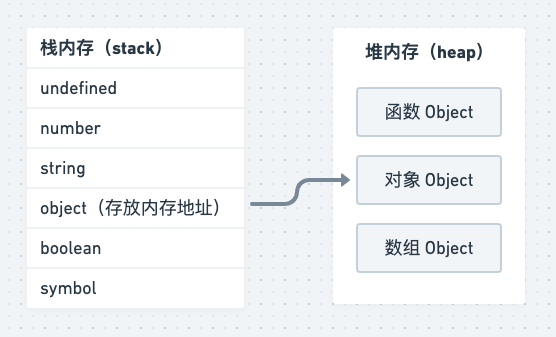 栈内存（stack）
undefined
number
string
object（存放内存地址）
boolean
symbol
堆内存（heap）
函数 Object
对象 Object
数组 Object